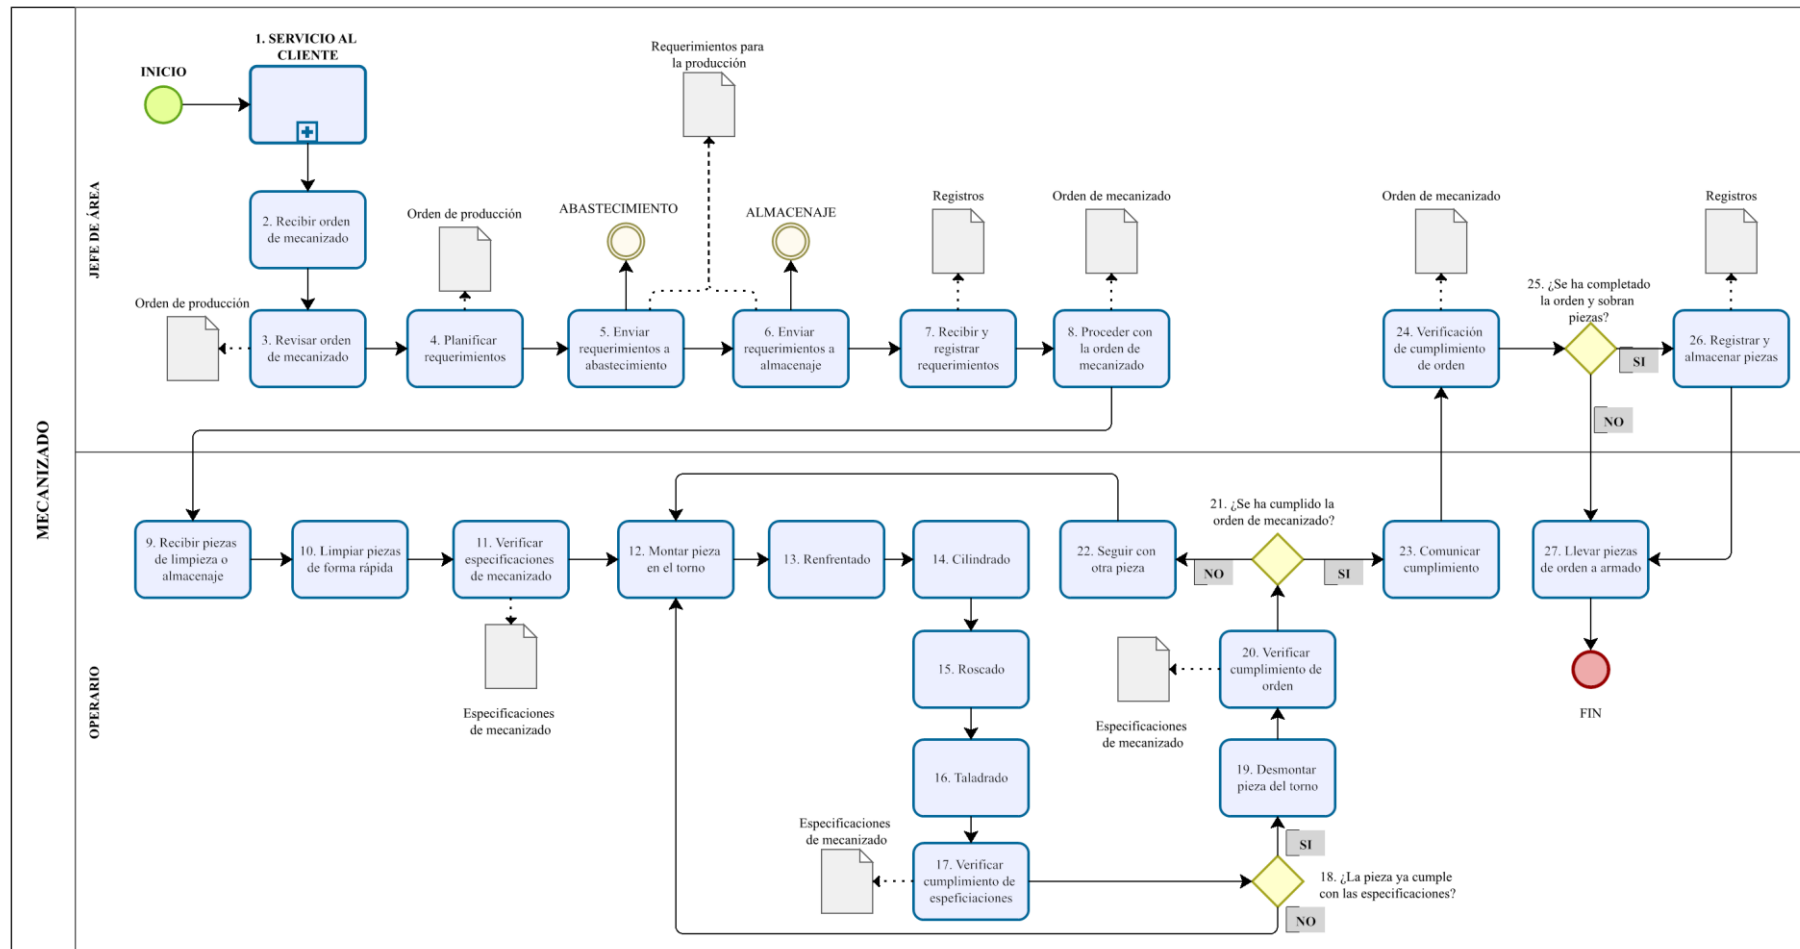 MECANIZADO
JEFE DE ÁREA
INICIO
1. SERVICIO AL
CLIENTE
2. Recibir orden
de mecanizado
Orden de producción
3. Revisar orden
de mecanizado
Orden de producción
4. Planificar
requerimientos
ABASTECIMIENTO
5. Enviar
requerimientos a
abastecimiento
Requerimientos para
la producción
ALMACENAJE
6. Enviar
requerimientos a
almacenaje
Registros
7. Recibir y
registrar
requerimientos
Orden de mecanizado
8. Proceder con
la orden de
mecanizado
Orden de mecanizado
24. Verificación
de cumplimiento
de orden
25. ¿Se ha completado
la orden y sobran
piezas?
SI
NO
Registros
26. Registrar y
almacenar piezas
OPERARIO
9. Recibir piezas
de limpieza o
almacenaje
10. Limpiar piezas
de forma rápida
11. Verificar
especificaciones
de mecanizado
Especificaciones
de mecanizado
12. Montar pieza
en el torno
13. Renfrentado
14. Cilindrado
15. Roscado
16. Taladrado
Especificaciones
de mecanizado
17. Verificar
cumplimiento de
espeficiaciones
18. ¿La pieza ya cumple
con las especificaciones?
SI
NO
19. Desmontar
pieza del torno
20. Verificar
cumplimiento de
orden
Especificaciones
de mecanizado
21. ¿Se ha cumplido la
orden de mecanizado?
NO
SI
22. Seguir con
otra pieza
23. Comunicar
cumplimiento
27. Llevar piezas
de orden a armado
FIN